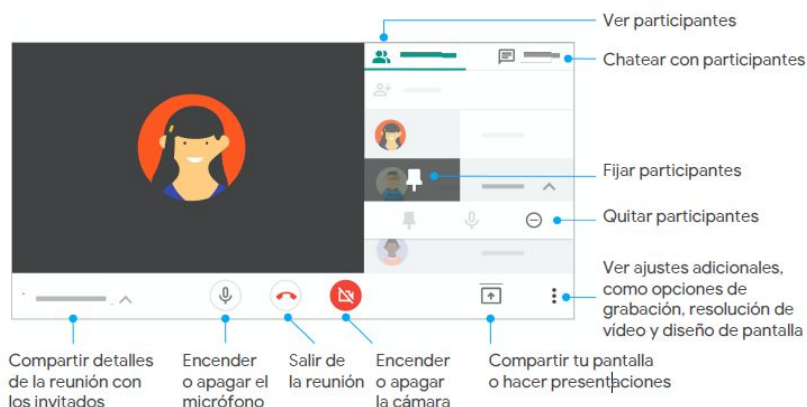 Ver participantes
Chatear con participantes
Fijar participantes
Quitar participantes
Ver ajustes adicionales,
como opciones de
grabación, resolución de
vídeo y diseño de pantalla
Compartir detalles
de la reunión con
los invitados
Encender
o apagar el
micrófono
Salir de
la reunión
Encender
o apagar
la cámara
Compartir tu pantalla
o hacer presentaciones